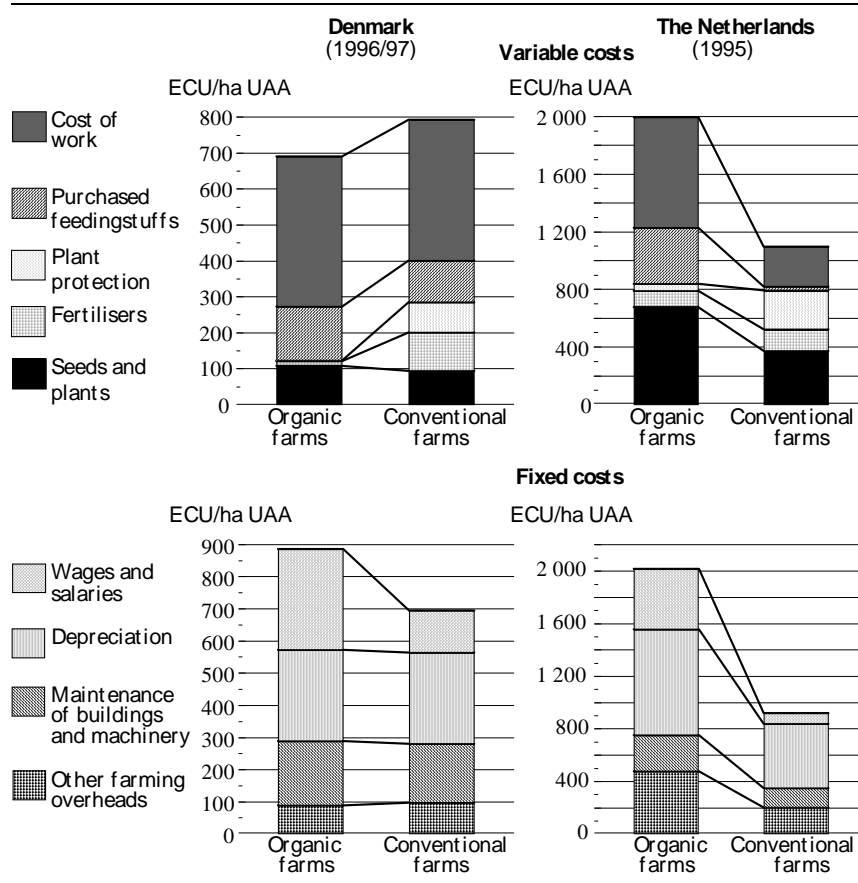 Denmark
(1996/97)
The Netherlands
(1995)
Variable costs
ECU/ha UAA
ECU/ha UAA
Cost of
work
Purchased
feedingstuffs
Plant
protection
Fertilisers
Seeds and
plants
800
700
600
500
400
300
200
100
0
Organic
farms
Conventional
farms
2 000
1 600
1 200
800
400
0
Organic
farms
Conventional
farms
Fixed costs
ECU/ha UAA
ECU/ha UAA
Wages and
salaries
Depreciation
Maintenance
of buildings
and machinery
Other farming
overheads
900
800
700
600
500
400
300
200
100
0
Organic
farms
Conventional
farms
2 000
1 600
1 200
800
400
0
Organic
farms
Conventional
farms